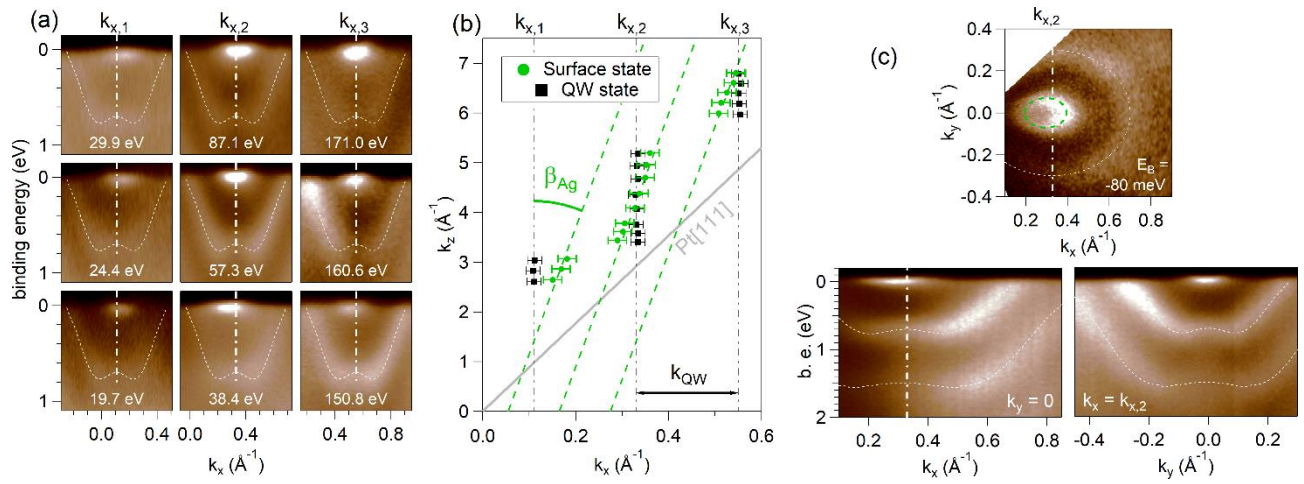 (a)
k_x,1
k_x,2
k_x,3
binding energy (eV)
0
1
0
1
0
1
29.9 eV
87.1 eV
171.0 eV
24.4 eV
57.3 eV
160.6 eV
19.7 eV
38.4 eV
150.8 eV
0.0
0.4
0.0
0.4
0.4
0.8
k_x (Å⁻¹)
(b)
k_x,1
k_x,2
k_x,3
Surface state
QW state
β_Ag
Pt[111]
k_QW
k_z (Å⁻¹)
7
6
5
4
3
2
1
0
0.0
0.2
0.4
0.6
k_x (Å⁻¹)
(c)
k_x,2
k_y (Å⁻¹)
0.4
0.2
0.0
-0.2
-0.4
E_B =
-80 meV
0.2
0.4
0.6
0.8
k_x (Å⁻¹)
b. e. (eV)
0
1
2
k_y = 0
k_x = k_x,2
0.2
0.4
0.6
0.8
k_x (Å⁻¹)
-0.4
-0.2
0.0
0.2
k_y (Å⁻¹)